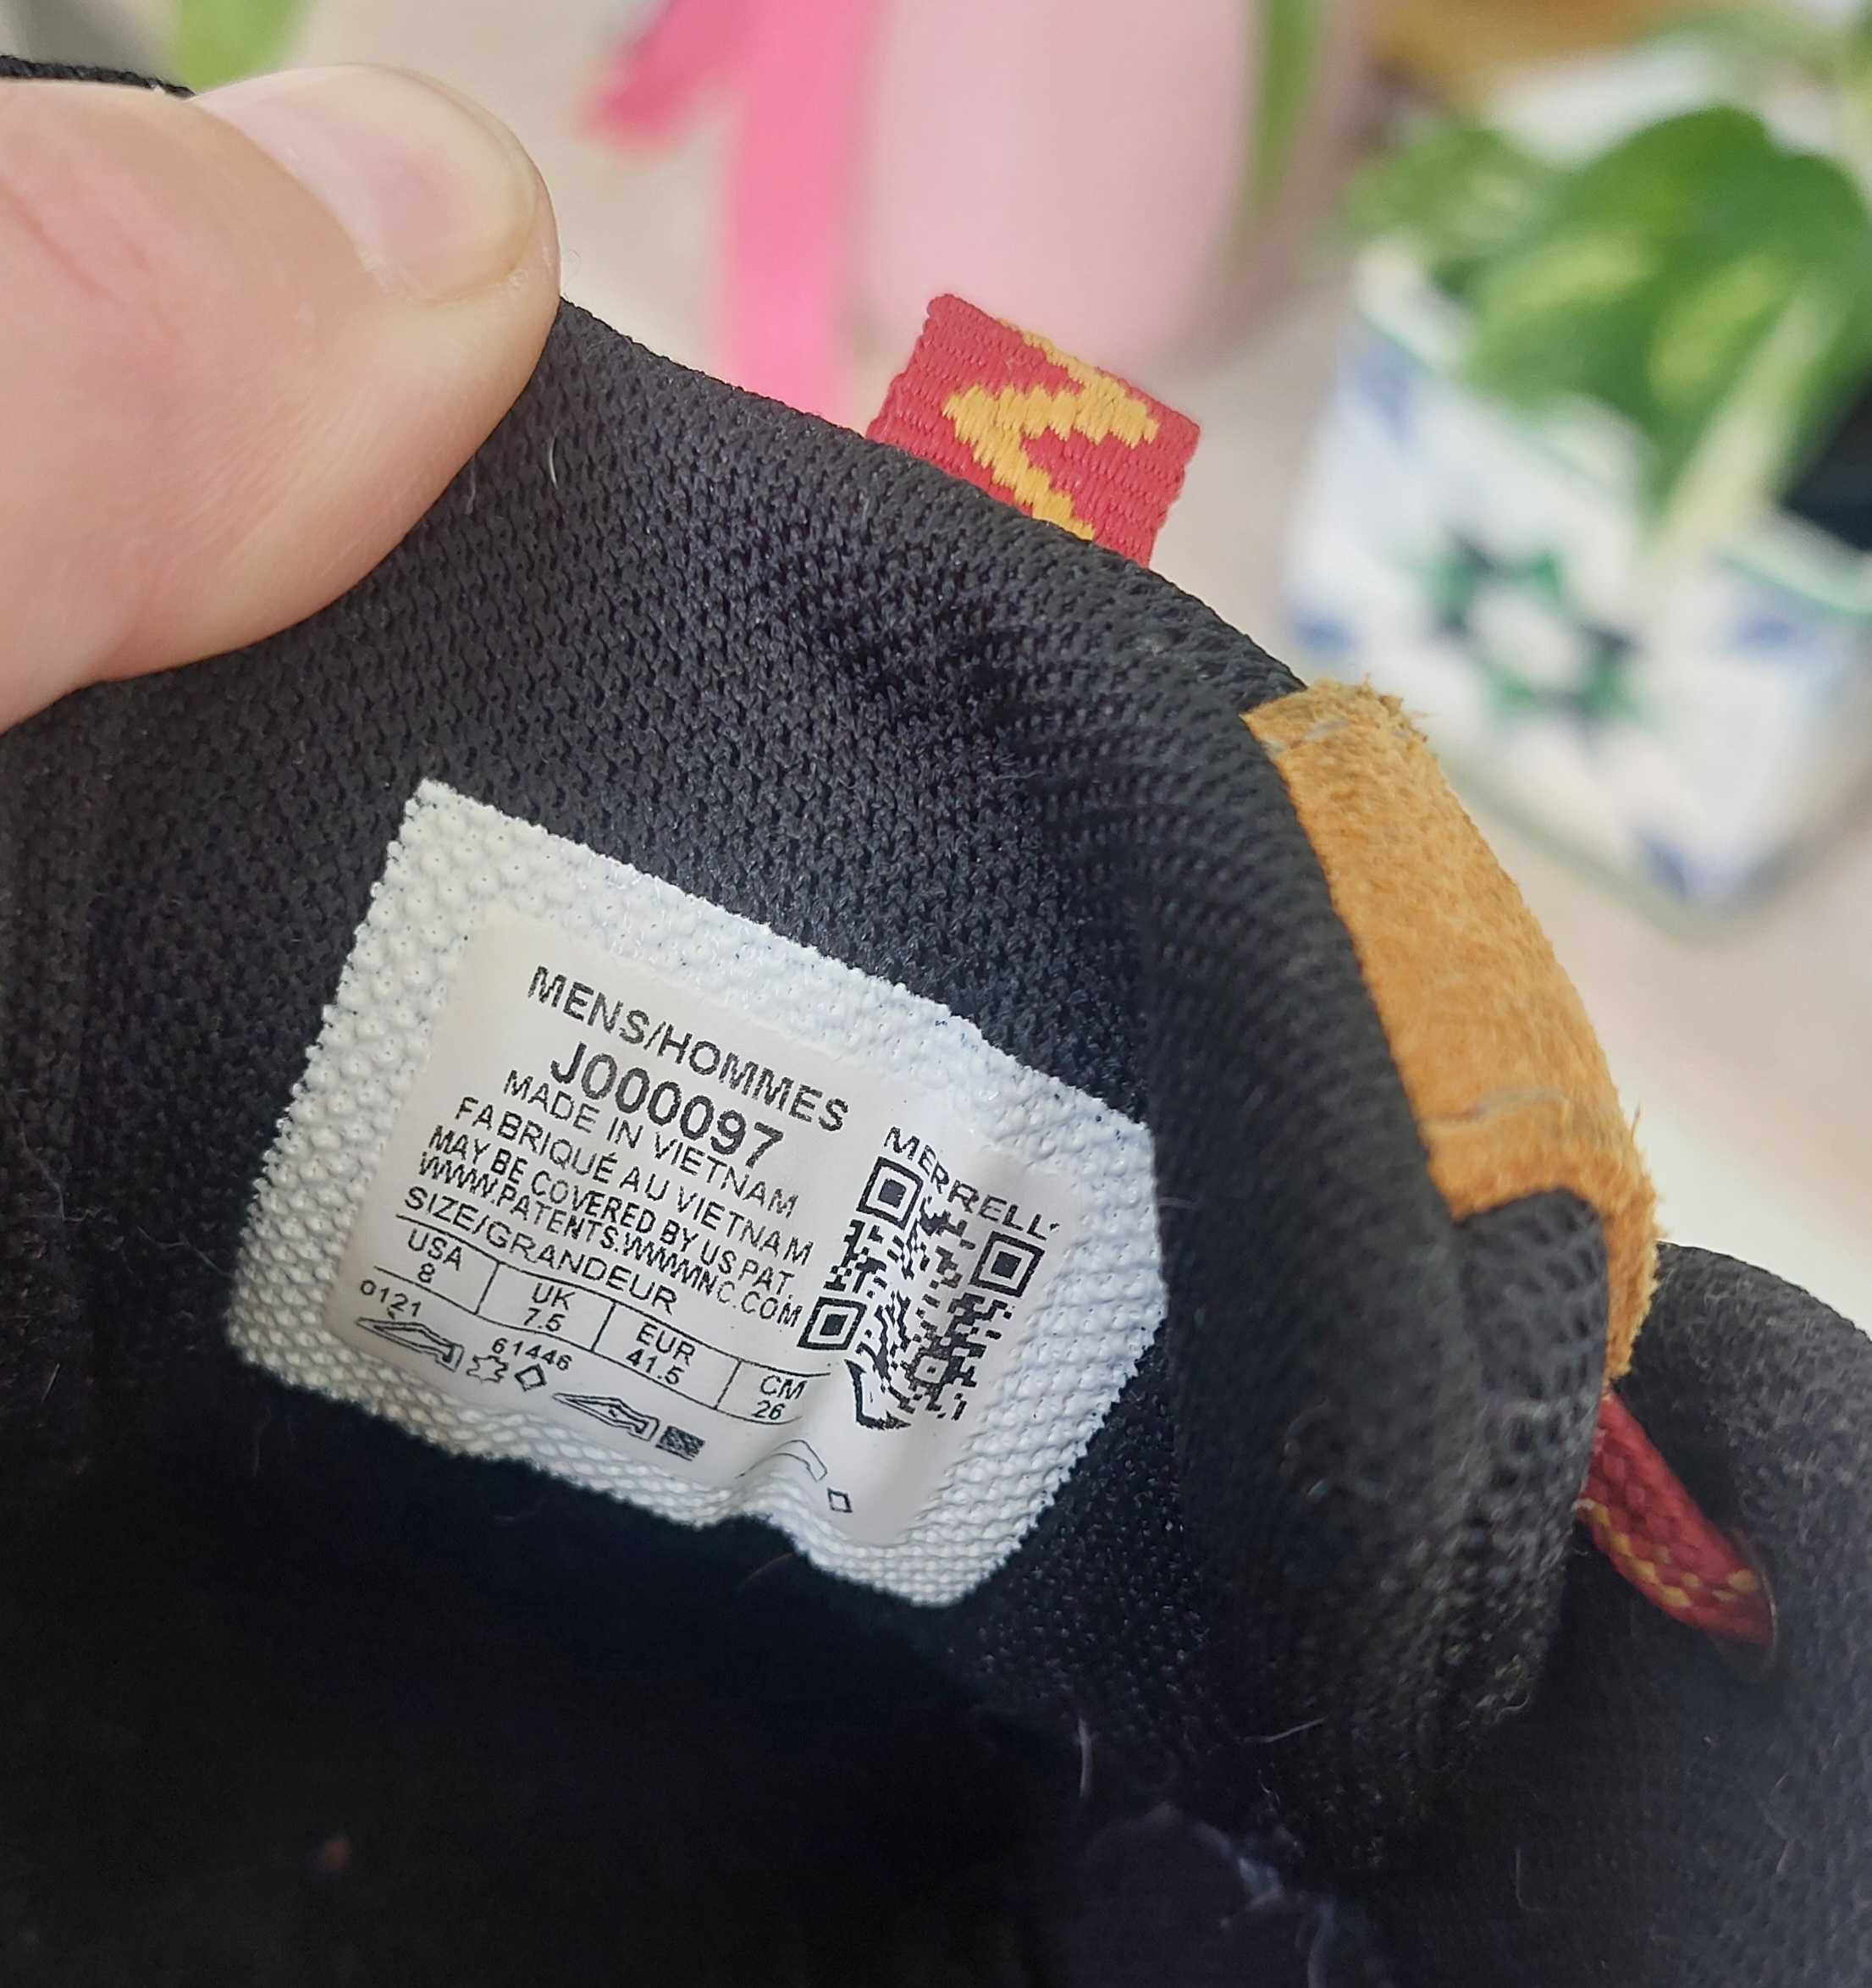 MENS/HOMMES
J000097
MADE IN VIETNAM
FABRIQUÉ AU VIETNAM
MAY BE COVERED BY US PAT.
WWW.PATENTS.WWWINC.COM
SIZE/GRANDEUR
USA UK EUR CM
8 7.5 41.5 26
0121 61446
MERRELL